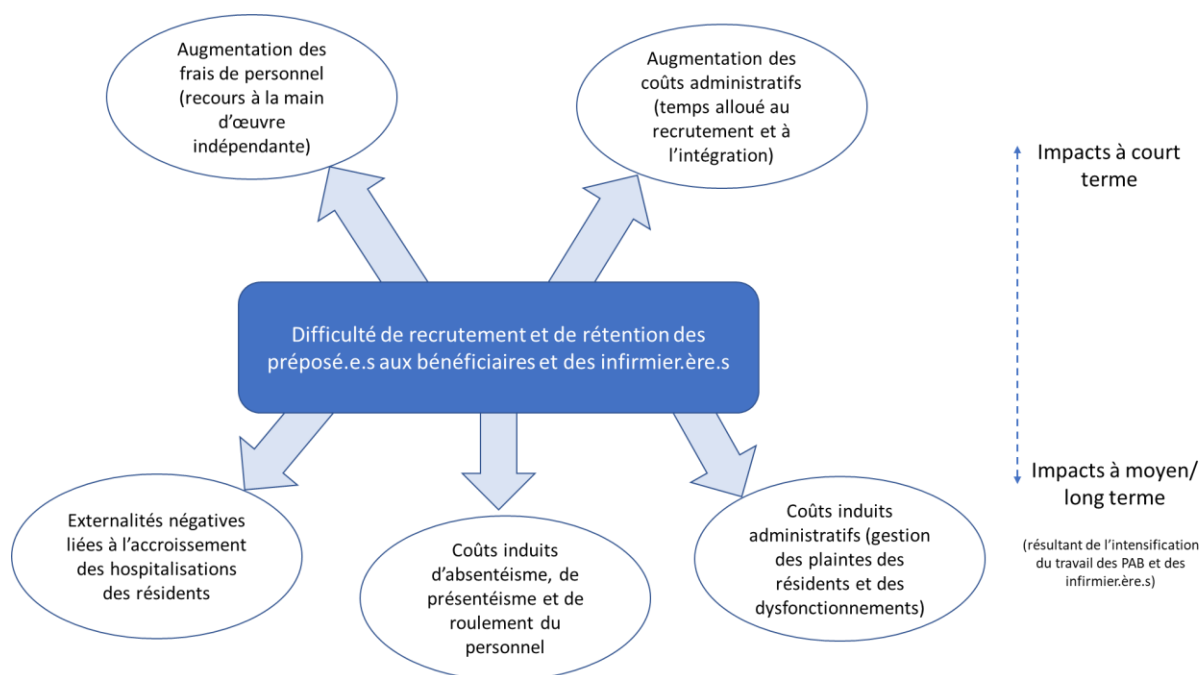 Augmentation des
frais de personnel
(recours à la main
d’œuvre
indépendante)
Augmentation des
coûts administratifs
(temps alloué au
recrutement et à
l’intégration)
Impacts à court
terme
Difficulté de recrutement et de rétention des
préposé.e.s aux bénéficiaires et des infirmier.ère.s
Externalités négatives
liées à l’accroissement
des hospitalisations
des résidents
Coûts induits
d’absentéisme, de
présentéisme et de
roulement du
personnel
Coûts induits
administratifs (gestion
des plaintes des
résidents et des
dysfonctionnements)
Impacts à moyen/
long terme
(résultant de l’intensification
du travail des PAB et des
infirmier.ère.s)